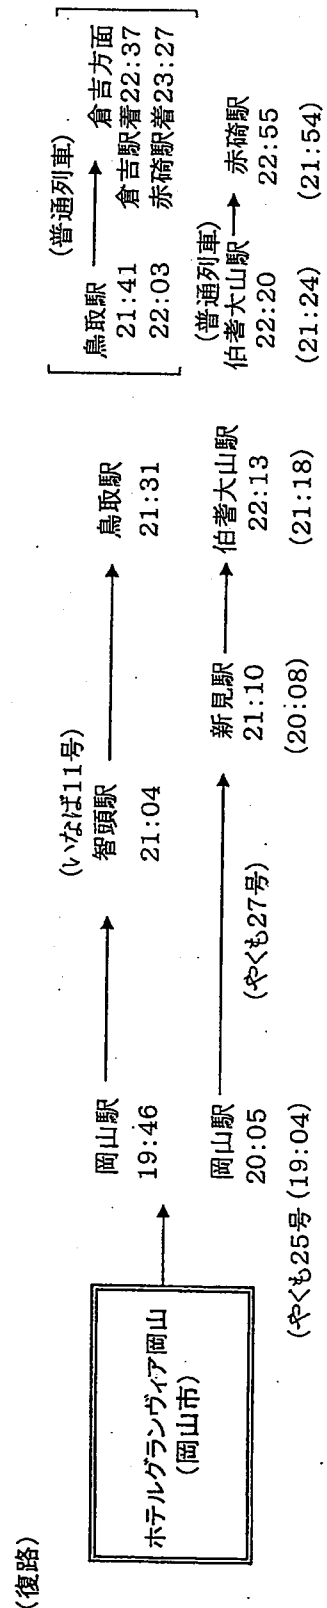 (復路)
ホテルグランヴィア岡山
(岡山市)
(いなば11号)
岡山駅 → 智頭駅 → 鳥取駅
19:46 21:04 21:31
(普通列車)
鳥取駅 → 倉吉方面
21:41 倉吉駅着22:37
22:03 赤碕駅着23:27
(やくも27号)
岡山駅 → 新見駅 → 伯耆大山駅
20:05 21:10 22:13
(普通列車)
伯耆大山駅 → 赤碕駅
22:20 22:55
(やくも25号 (19:04) (20:08) (21:18) (21:24) (21:54)